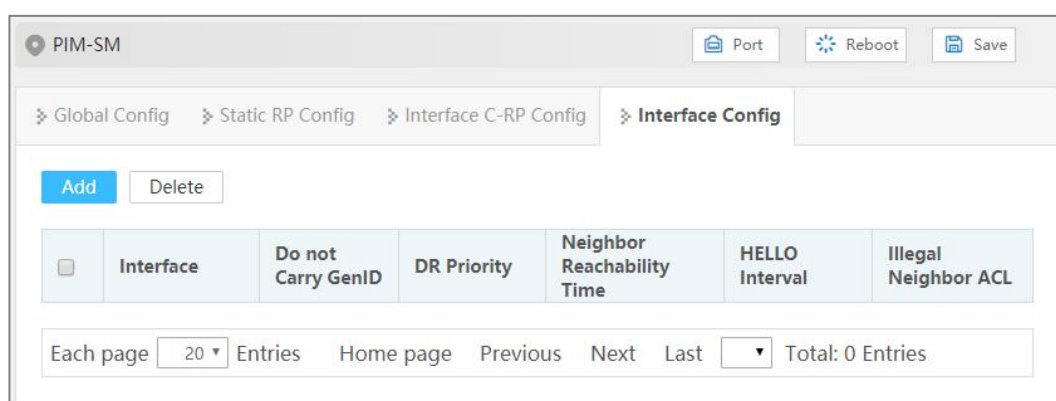 PIM-SM Port Reboot Save
Global Config Static RP Config Interface C-RP Config Interface Config
Add Delete
Interface Do not Carry GenID DR Priority Neighbor Reachability Time HELLO Interval Illegal Neighbor ACL
Each page 20 Entries Home page Previous Next Last Total: 0 Entries